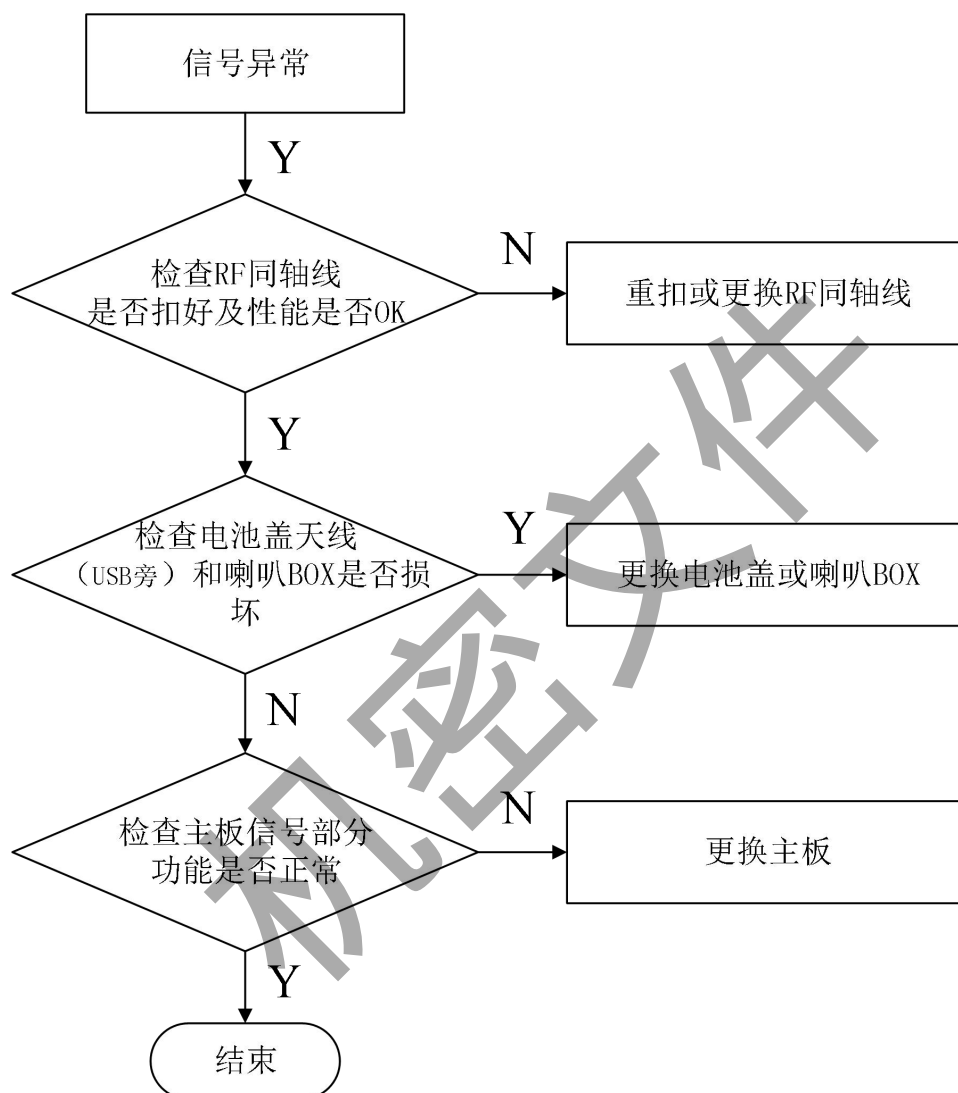 信号异常
Y
检查RF同轴线
是否扣好及性能是否OK
N
重扣或更换RF同轴线
Y
检查电池盖天线
（USB旁）和喇叭BOX是否损
坏
Y
更换电池盖或喇叭BOX
N
检查主板信号部分
功能是否正常
N
更换主板
Y
结束
机密文件